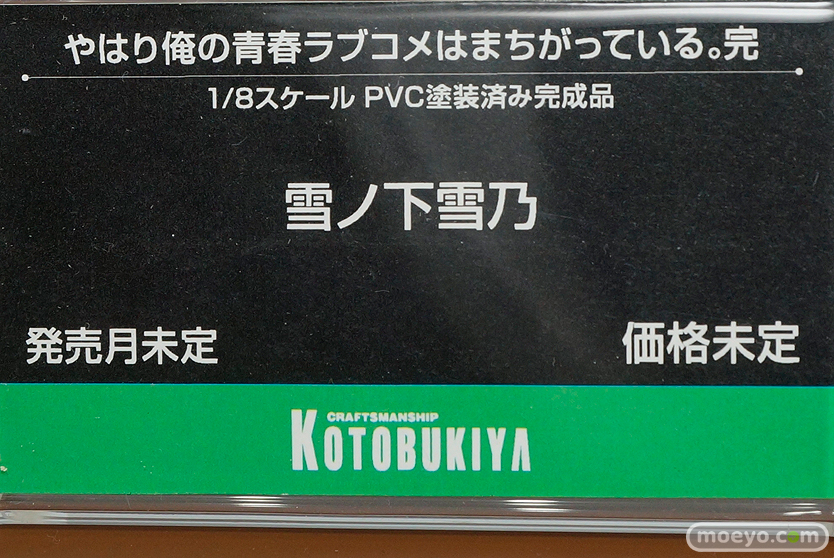 やはり俺の青春ラブコメはまちがっている。完
1/8スケール PVC塗装済み完成品
雪ノ下雪乃
発売月未定
価格未定
CRAFTSMANSHIP
KOTOBUKIYA
moeyo.com